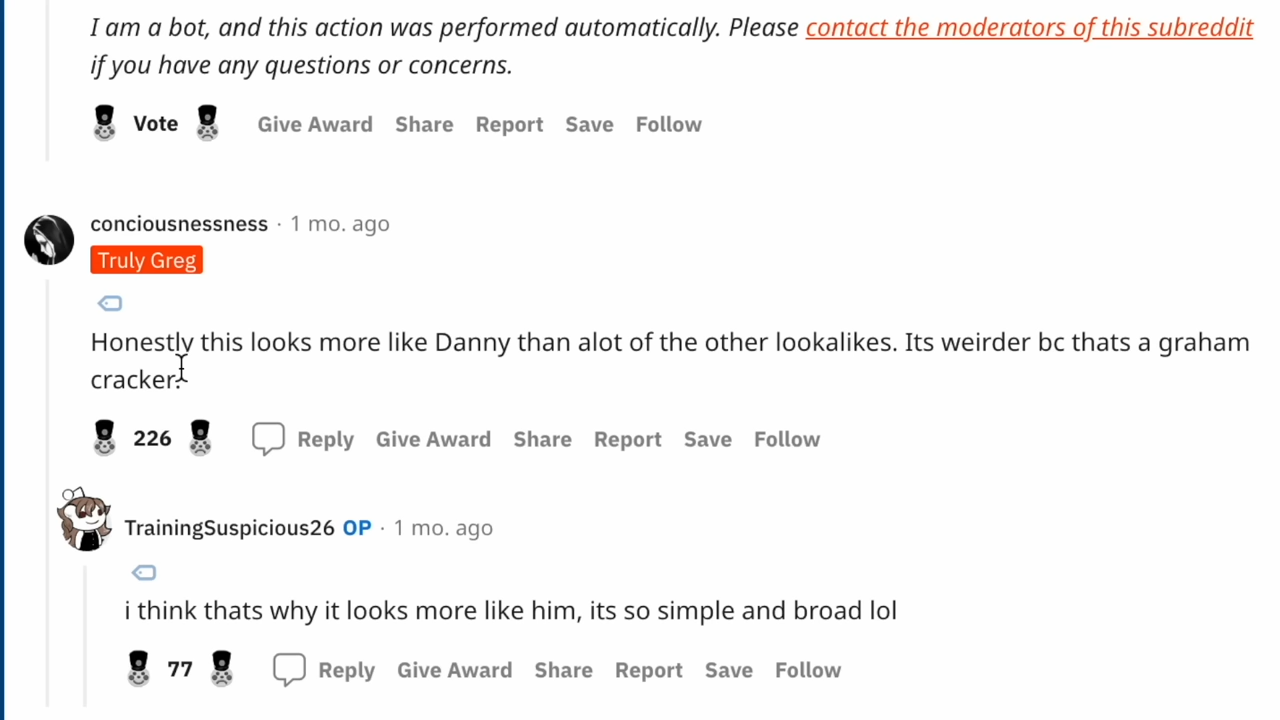 I am a bot, and this action was performed automatically. Please contact the moderators of this subreddit
if you have any questions or concerns.
Vote Give Award Share Report Save Follow
conciousnessness · 1 mo. ago
Truly Greg
Honestly this looks more like Danny than alot of the other lookalikes. Its weirder bc thats a graham
cracker.
226 Reply Give Award Share Report Save Follow
TrainingSuspicious26 OP · 1 mo. ago
i think thats why it looks more like him, its so simple and broad lol
77 Reply Give Award Share Report Save Follow